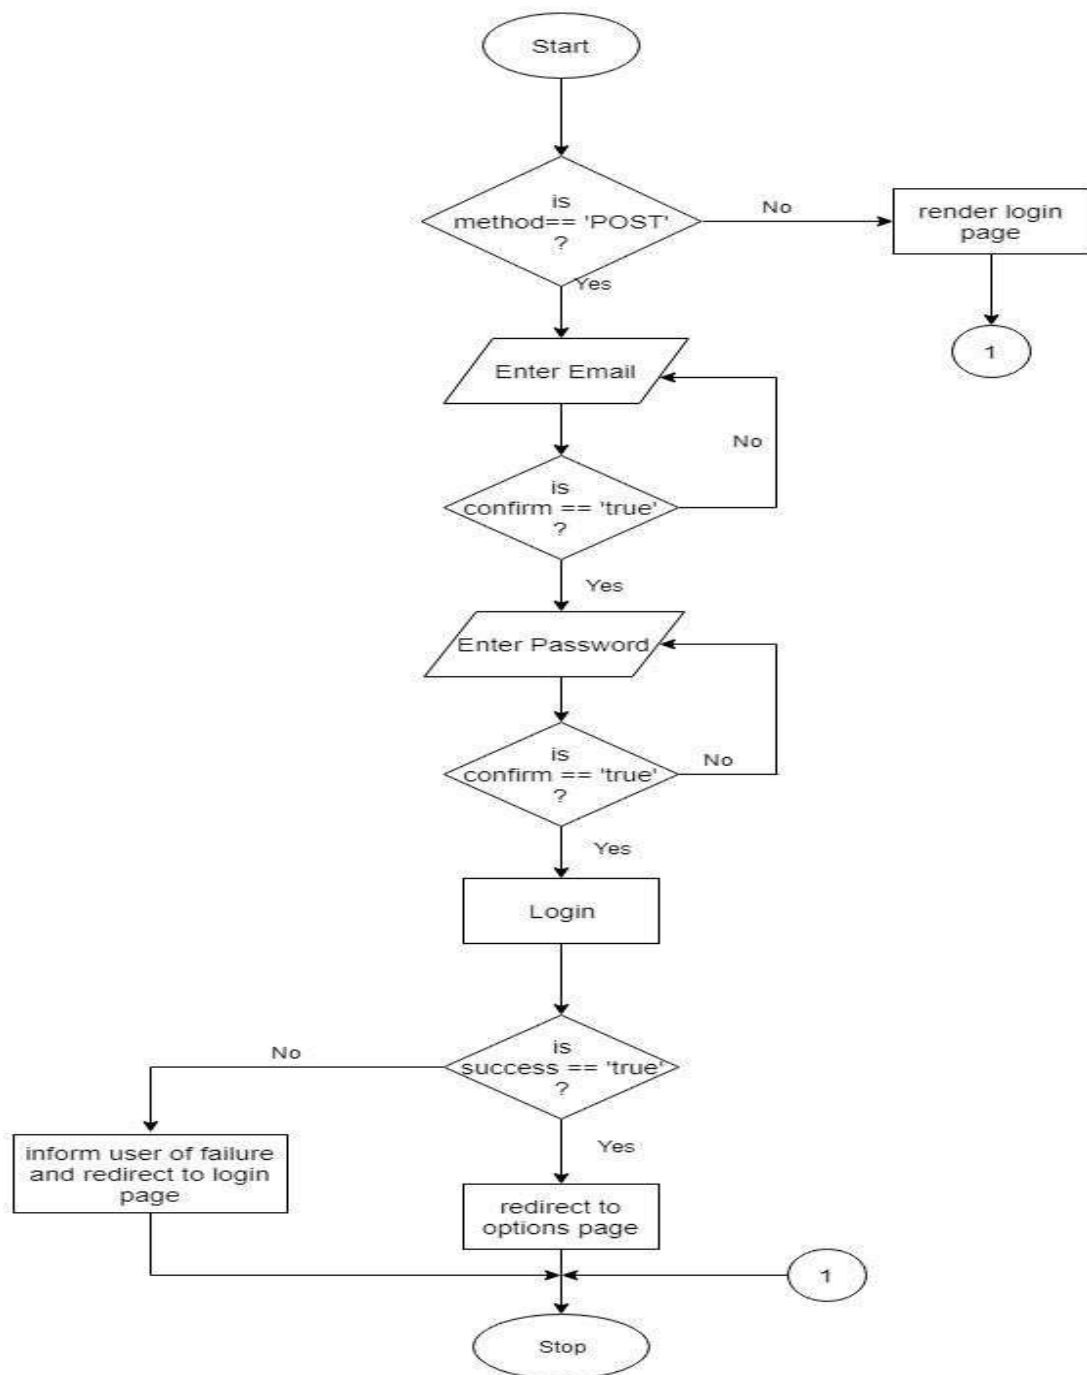 Start
is
method== 'POST'
?
No
render login
page
Yes
1
Enter Email
No
is
confirm == 'true'
?
Yes
Enter Password
is
confirm == 'true'
?
No
Yes
Login
is
success == 'true'
?
No
Yes
inform user of failure
and redirect to login
page
redirect to
options page
1
Stop